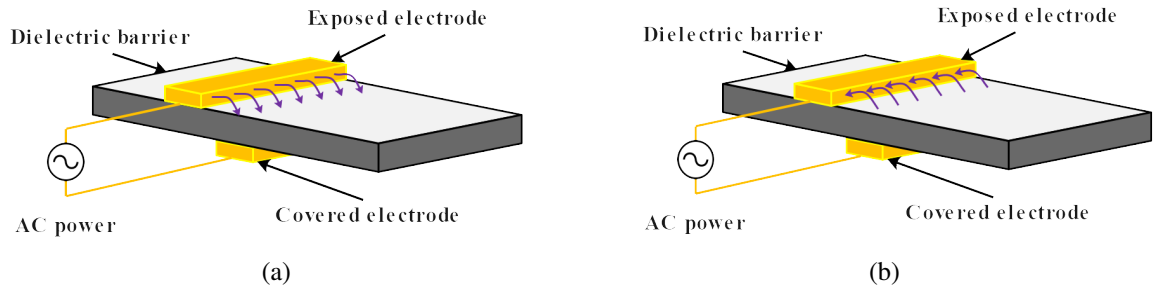 Exposed electrode
Dielectric barrier
Covered electrode
AC power
(a)
Exposed electrode
Dielectric barrier
Covered electrode
AC power
(b)